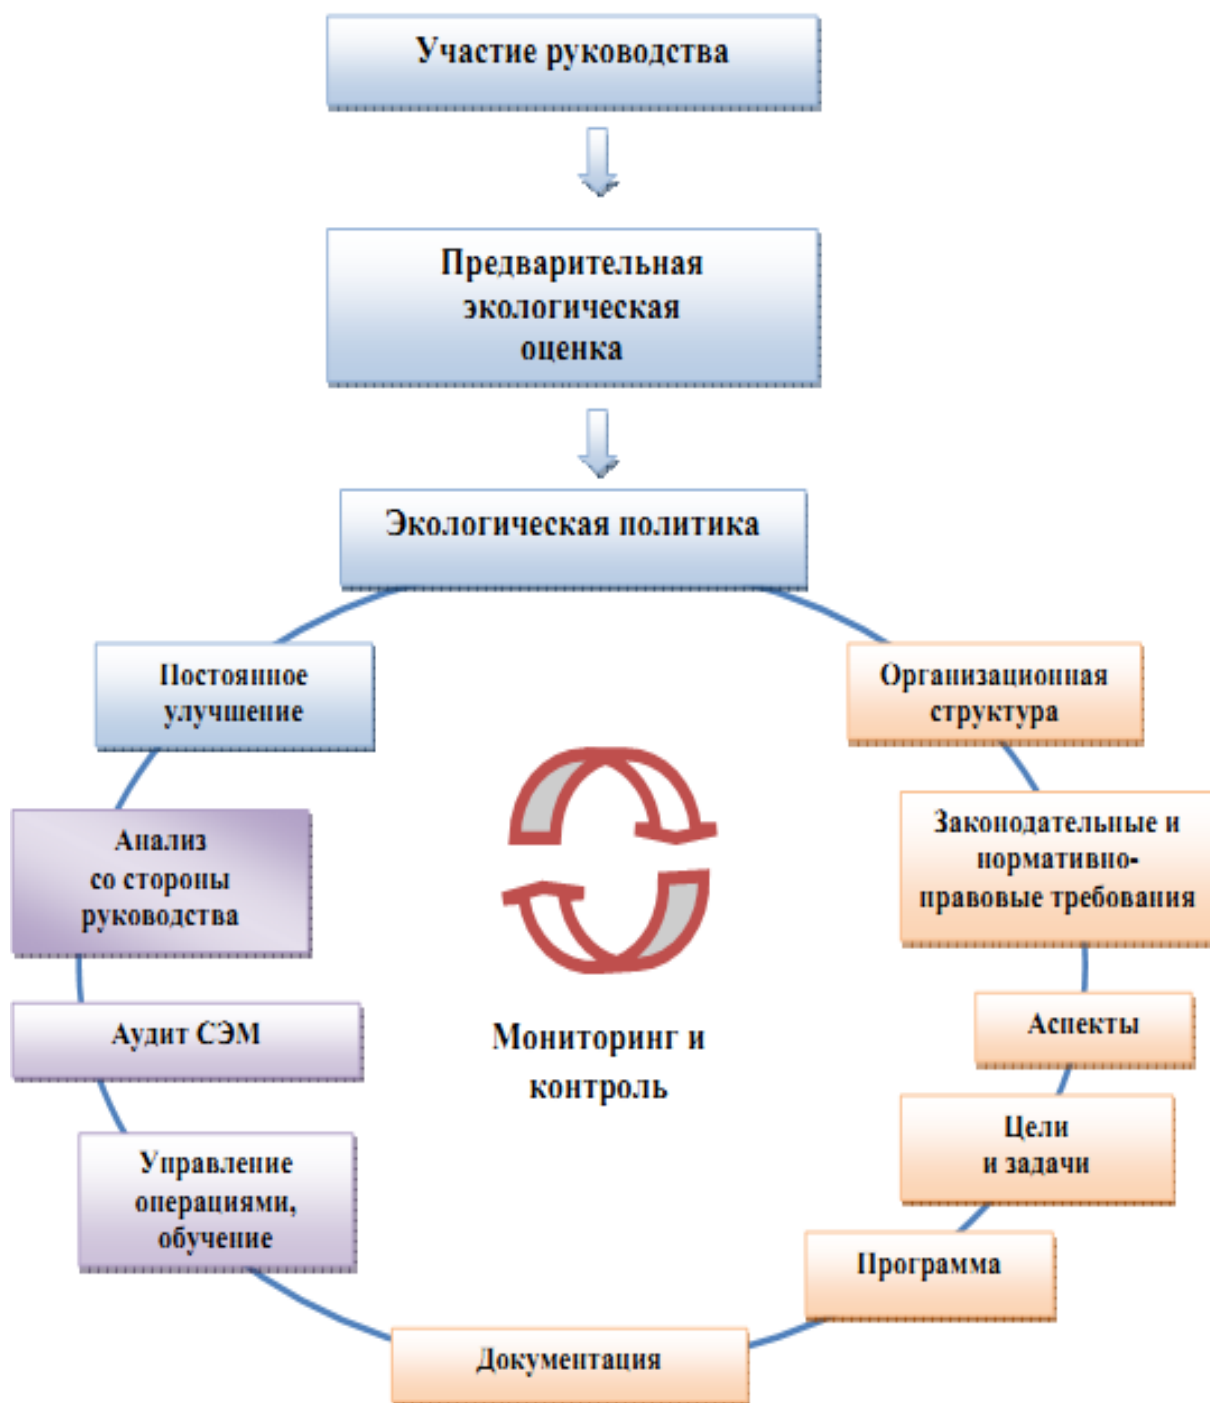 Участие руководства
Предварительная
экологическая
оценка
Экологическая политика
Постоянное
улучшение
Организационная
структура
Анализ
со стороны
руководства
Законодательные и
нормативно-
правовые требования
Аудит СЭМ
Мониторинг и
контроль
Аспекты
Цели
и задачи
Управление
операциями,
обучение
Программа
Документация